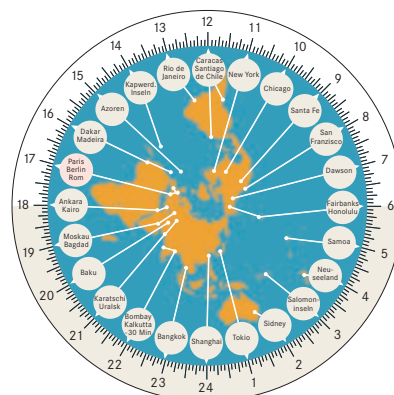 12
11
10
9
8
7
6
5
4
3
2
1
24
23
22
21
20
19
18
17
16
15
14
13
Caracas
Santiago
de Chile
New York
Chicago
Santa Fe
San
Franzisco
Dawson
Fairbanks
Honolulu
Samoa
Neu-
seeland
Salomon-
inseln
Sidney
Tokio
Shanghai
Bangkok
Bombay
Kalkutta
-30 Min
Karatschi
Uralsk
Baku
Moskau
Bagdad
Ankara
Kairo
Paris
Berlin
Rom
Dakar
Madeira
Azoren
Kapwerd.
Inseln
Rio de
Janeiro